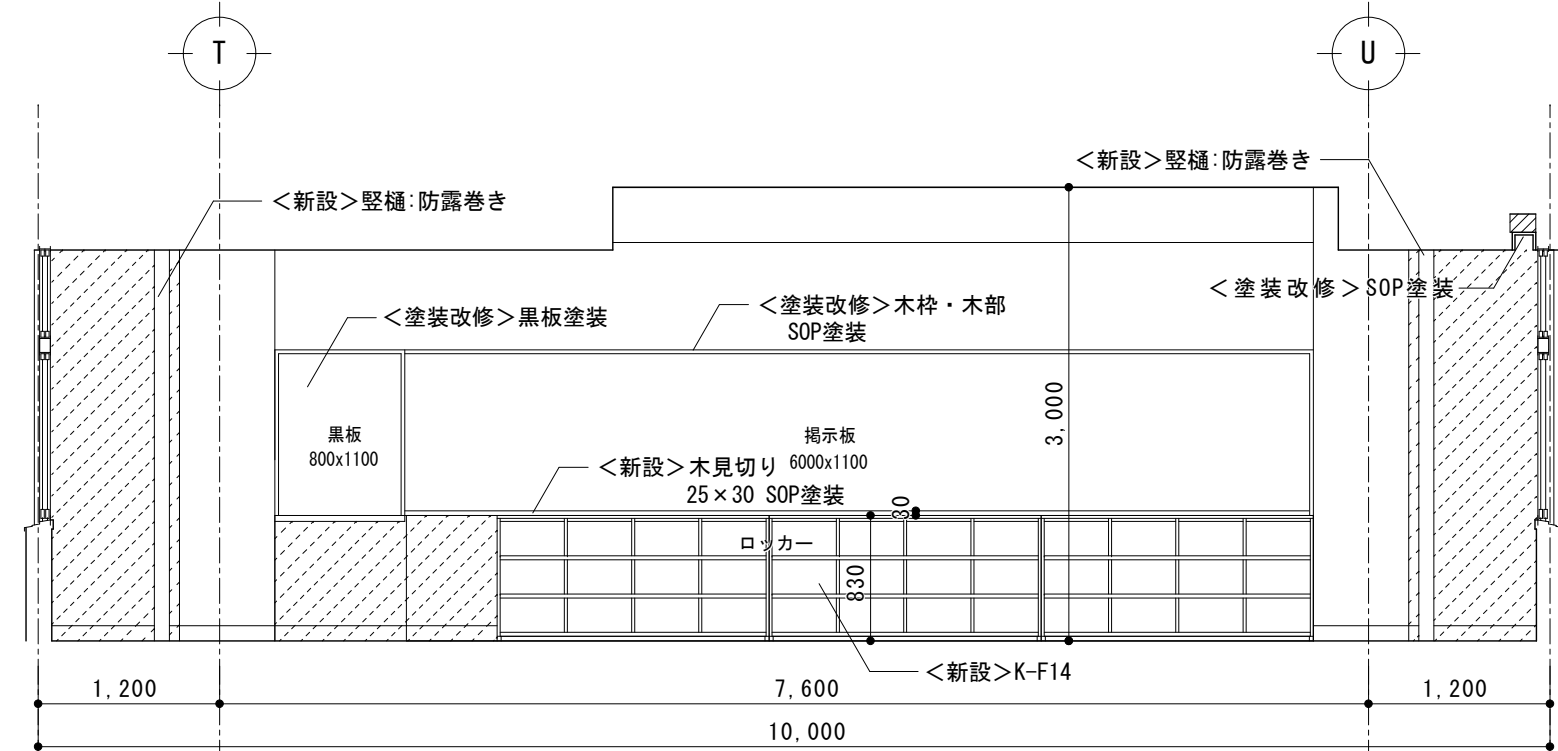 T
U
<新設>竪樋:防露巻き
<新設>竪樋:防露巻き
<塗装改修>SOP塗装
<塗装改修>黒板塗装
<塗装改修>木枠・木部
SOP塗装
3,000
黒板
800x1100
掲示板
6000x1100
<新設>木見切り
25×30 SOP塗装
30
ロッカー
830
<新設>K-F14
1,200
7,600
1,200
10,000